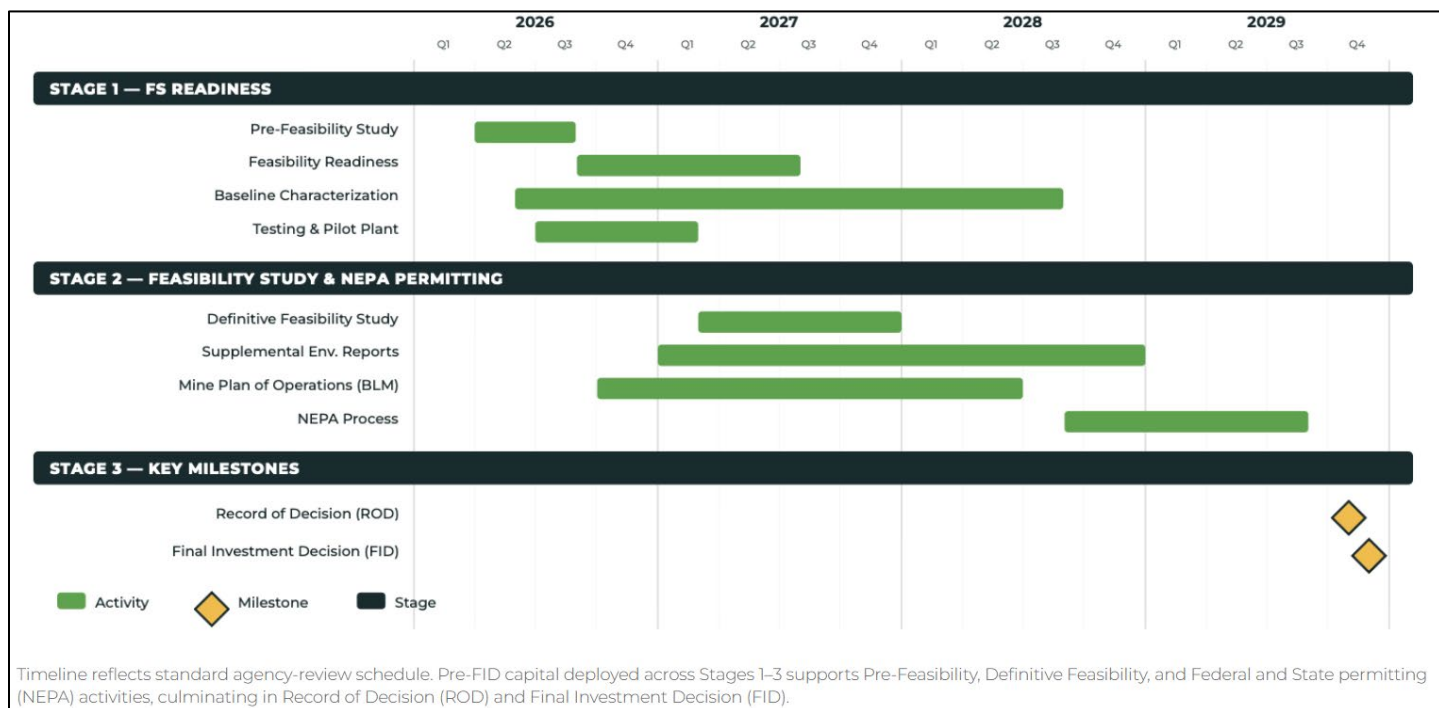 2026 2027 2028 2029
Q1 Q2 Q3 Q4 Q1 Q2 Q3 Q4 Q1 Q2 Q3 Q4 Q1 Q2 Q3 Q4
STAGE 1 — FS READINESS
Pre-Feasibility Study
Feasibility Readiness
Baseline Characterization
Testing & Pilot Plant
STAGE 2 — FEASIBILITY STUDY & NEPA PERMITTING
Definitive Feasibility Study
Supplemental Env. Reports
Mine Plan of Operations (BLM)
NEPA Process
STAGE 3 — KEY MILESTONES
Record of Decision (ROD)
Final Investment Decision (FID)
Activity Milestone Stage
Timeline reflects standard agency-review schedule. Pre-FID capital deployed across Stages 1–3 supports Pre-Feasibility, Definitive Feasibility, and Federal and State permitting
(NEPA) activities, culminating in Record of Decision (ROD) and Final Investment Decision (FID).